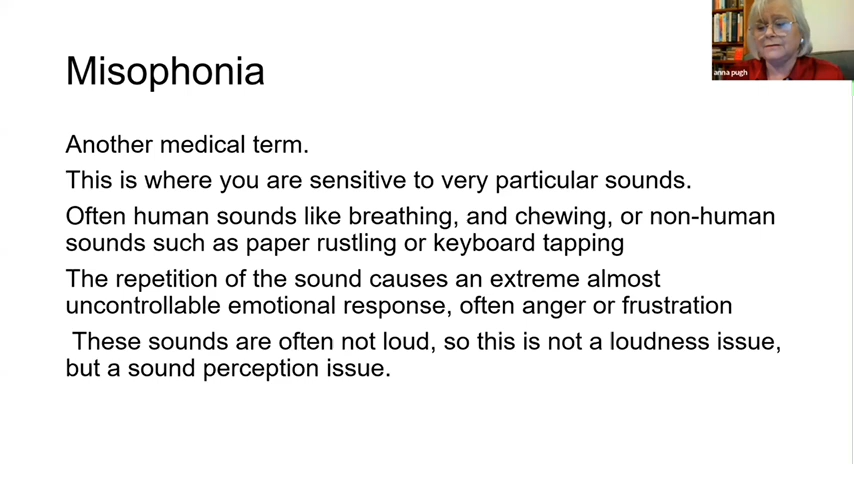 Misophonia
anna pugh
Another medical term.
This is where you are sensitive to very particular sounds.
Often human sounds like breathing, and chewing, or non-human
sounds such as paper rustling or keyboard tapping
The repetition of the sound causes an extreme almost
uncontrollable emotional response, often anger or frustration
These sounds are often not loud, so this is not a loudness issue,
but a sound perception issue.